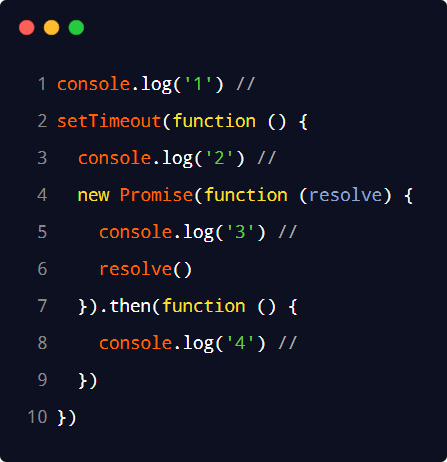 1 console.log('1') //
2 setTimeout(function () {
3   console.log('2') //
4   new Promise(function (resolve) {
5     console.log('3') //
6     resolve()
7   }).then(function () {
8     console.log('4') //
9   })
10 })